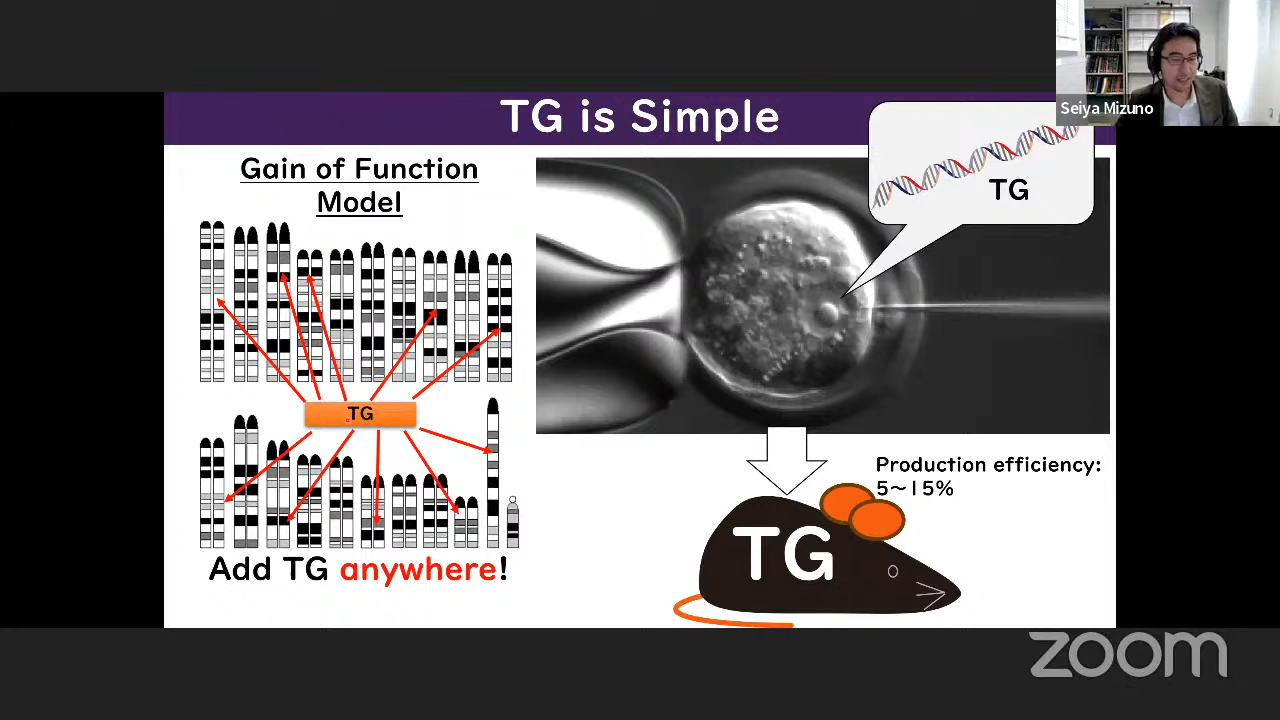 TG is Simple
Seiya Mizuno
Gain of Function
Model
TG
TG
Production efficiency:
5~15%
TG
Add TG anywhere!
zoom